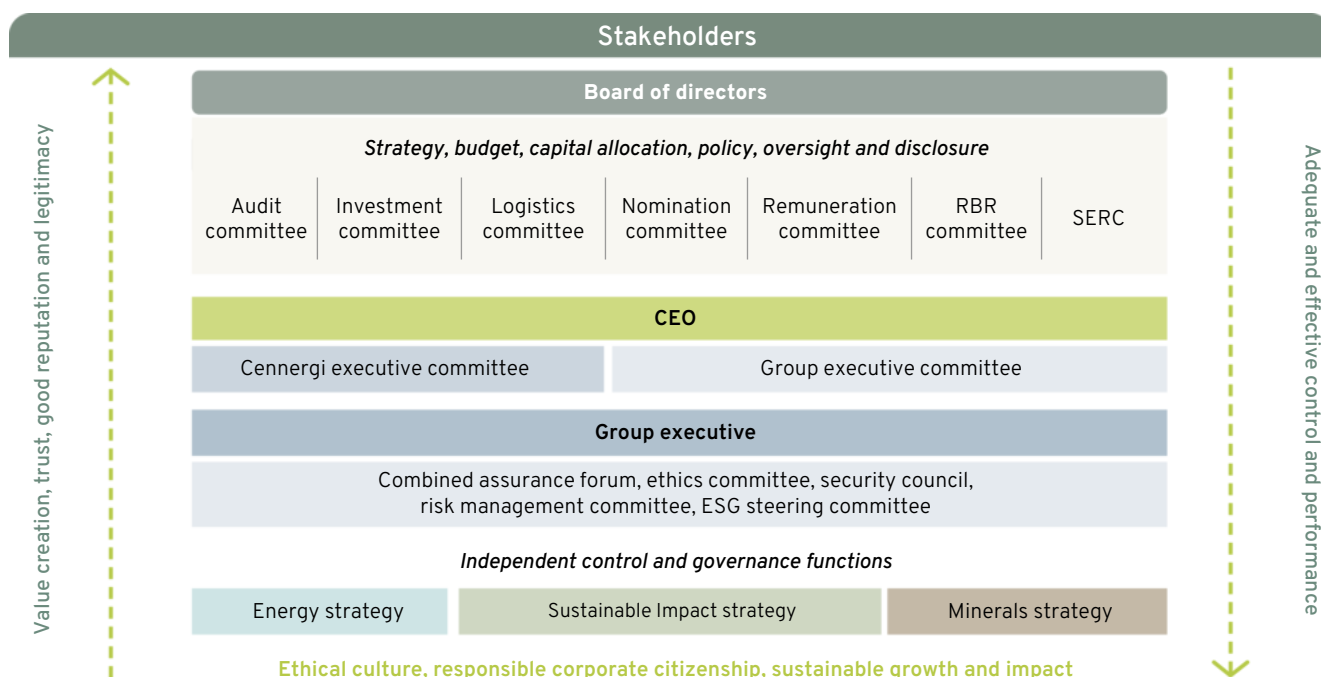 Stakeholders
Value creation, trust, good reputation and legitimacy
Board of directors
Strategy, budget, capital allocation, policy, oversight and disclosure
Audit
committee
Investment
committee
Logistics
committee
Nomination
committee
Remuneration
committee
RBR
committee
SERC
CEO
Cennergi executive committee
Group executive committee
Group executive
Combined assurance forum, ethics committee, security council,
risk management committee, ESG steering committee
Independent control and governance functions
Energy strategy
Sustainable Impact strategy
Minerals strategy
Ethical culture, responsible corporate citizenship, sustainable growth and impact
Adequate and effective control and performance